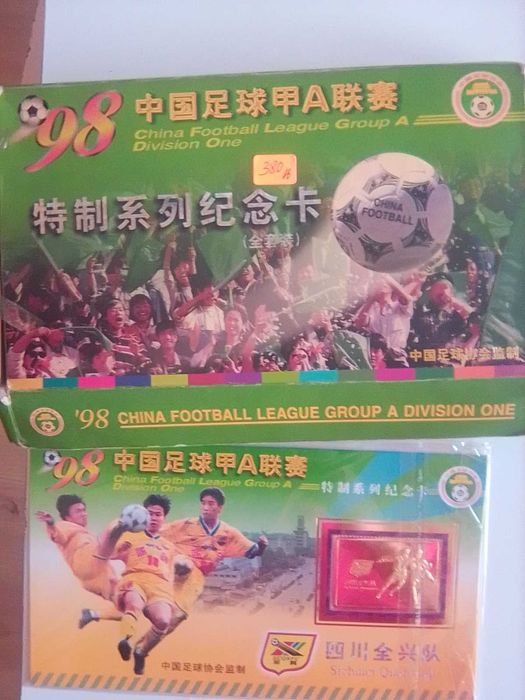 '98 中国足球甲A联赛
China Football League Group A
Division One
380
特制系列纪念卡
(全套装)
CHINA
FOOTBALL
中国足球协会监制
'98 CHINA FOOTBALL LEAGUE GROUP A DIVISION ONE
'98 中国足球甲A联赛
China Football League Group A
Division One
特制系列纪念卡
四川全兴队
中国足球协会监制